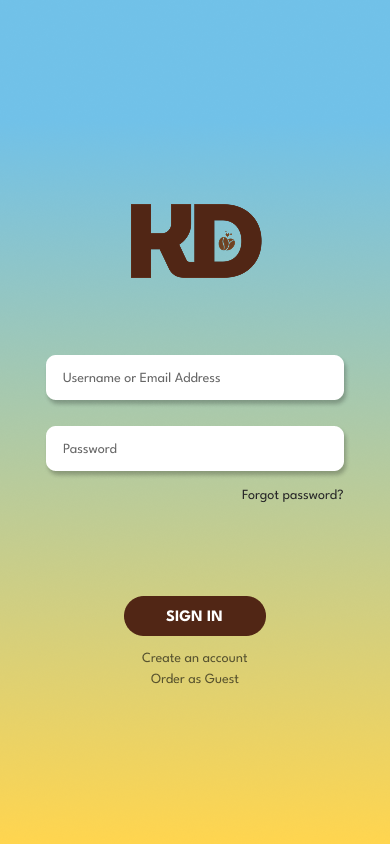 KD
Username or Email Address
Password
Forgot password?
SIGN IN
Create an account
Order as Guest